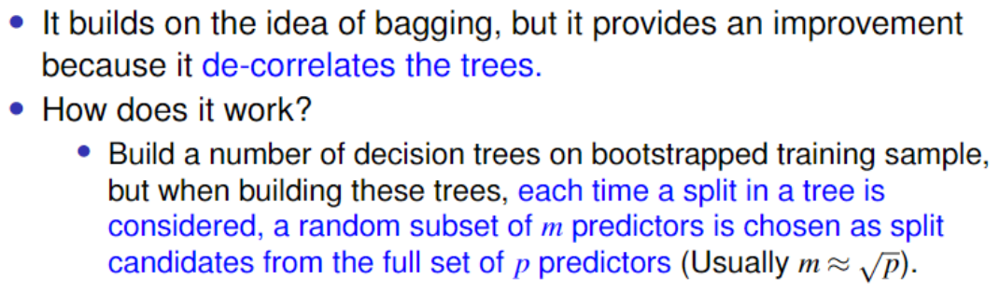 • It builds on the idea of bagging, but it provides an improvement
because it de-correlates the trees.
• How does it work?
• Build a number of decision trees on bootstrapped training sample,
but when building these trees, each time a split in a tree is
considered, a random subset of m predictors is chosen as split
candidates from the full set of p predictors (Usually m ≈ √p).